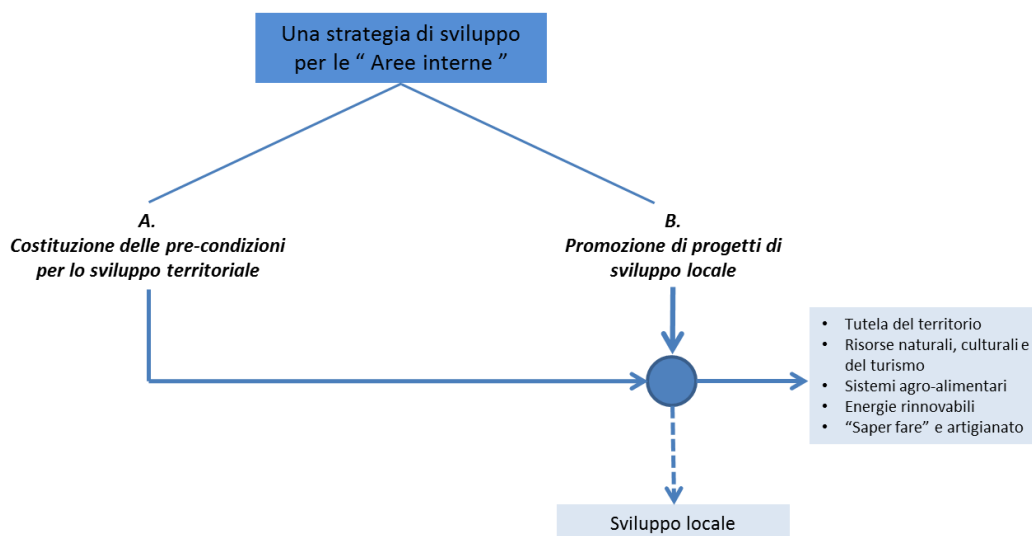 Una strategia di sviluppo
per le “ Aree interne ”
A.
Costituzione delle pre-condizioni
per lo sviluppo territoriale
B.
Promozione di progetti di
sviluppo locale
• Tutela del territorio
• Risorse naturali, culturali e
del turismo
• Sistemi agro-alimentari
• Energie rinnovabili
• “Saper fare” e artigianato
Sviluppo locale